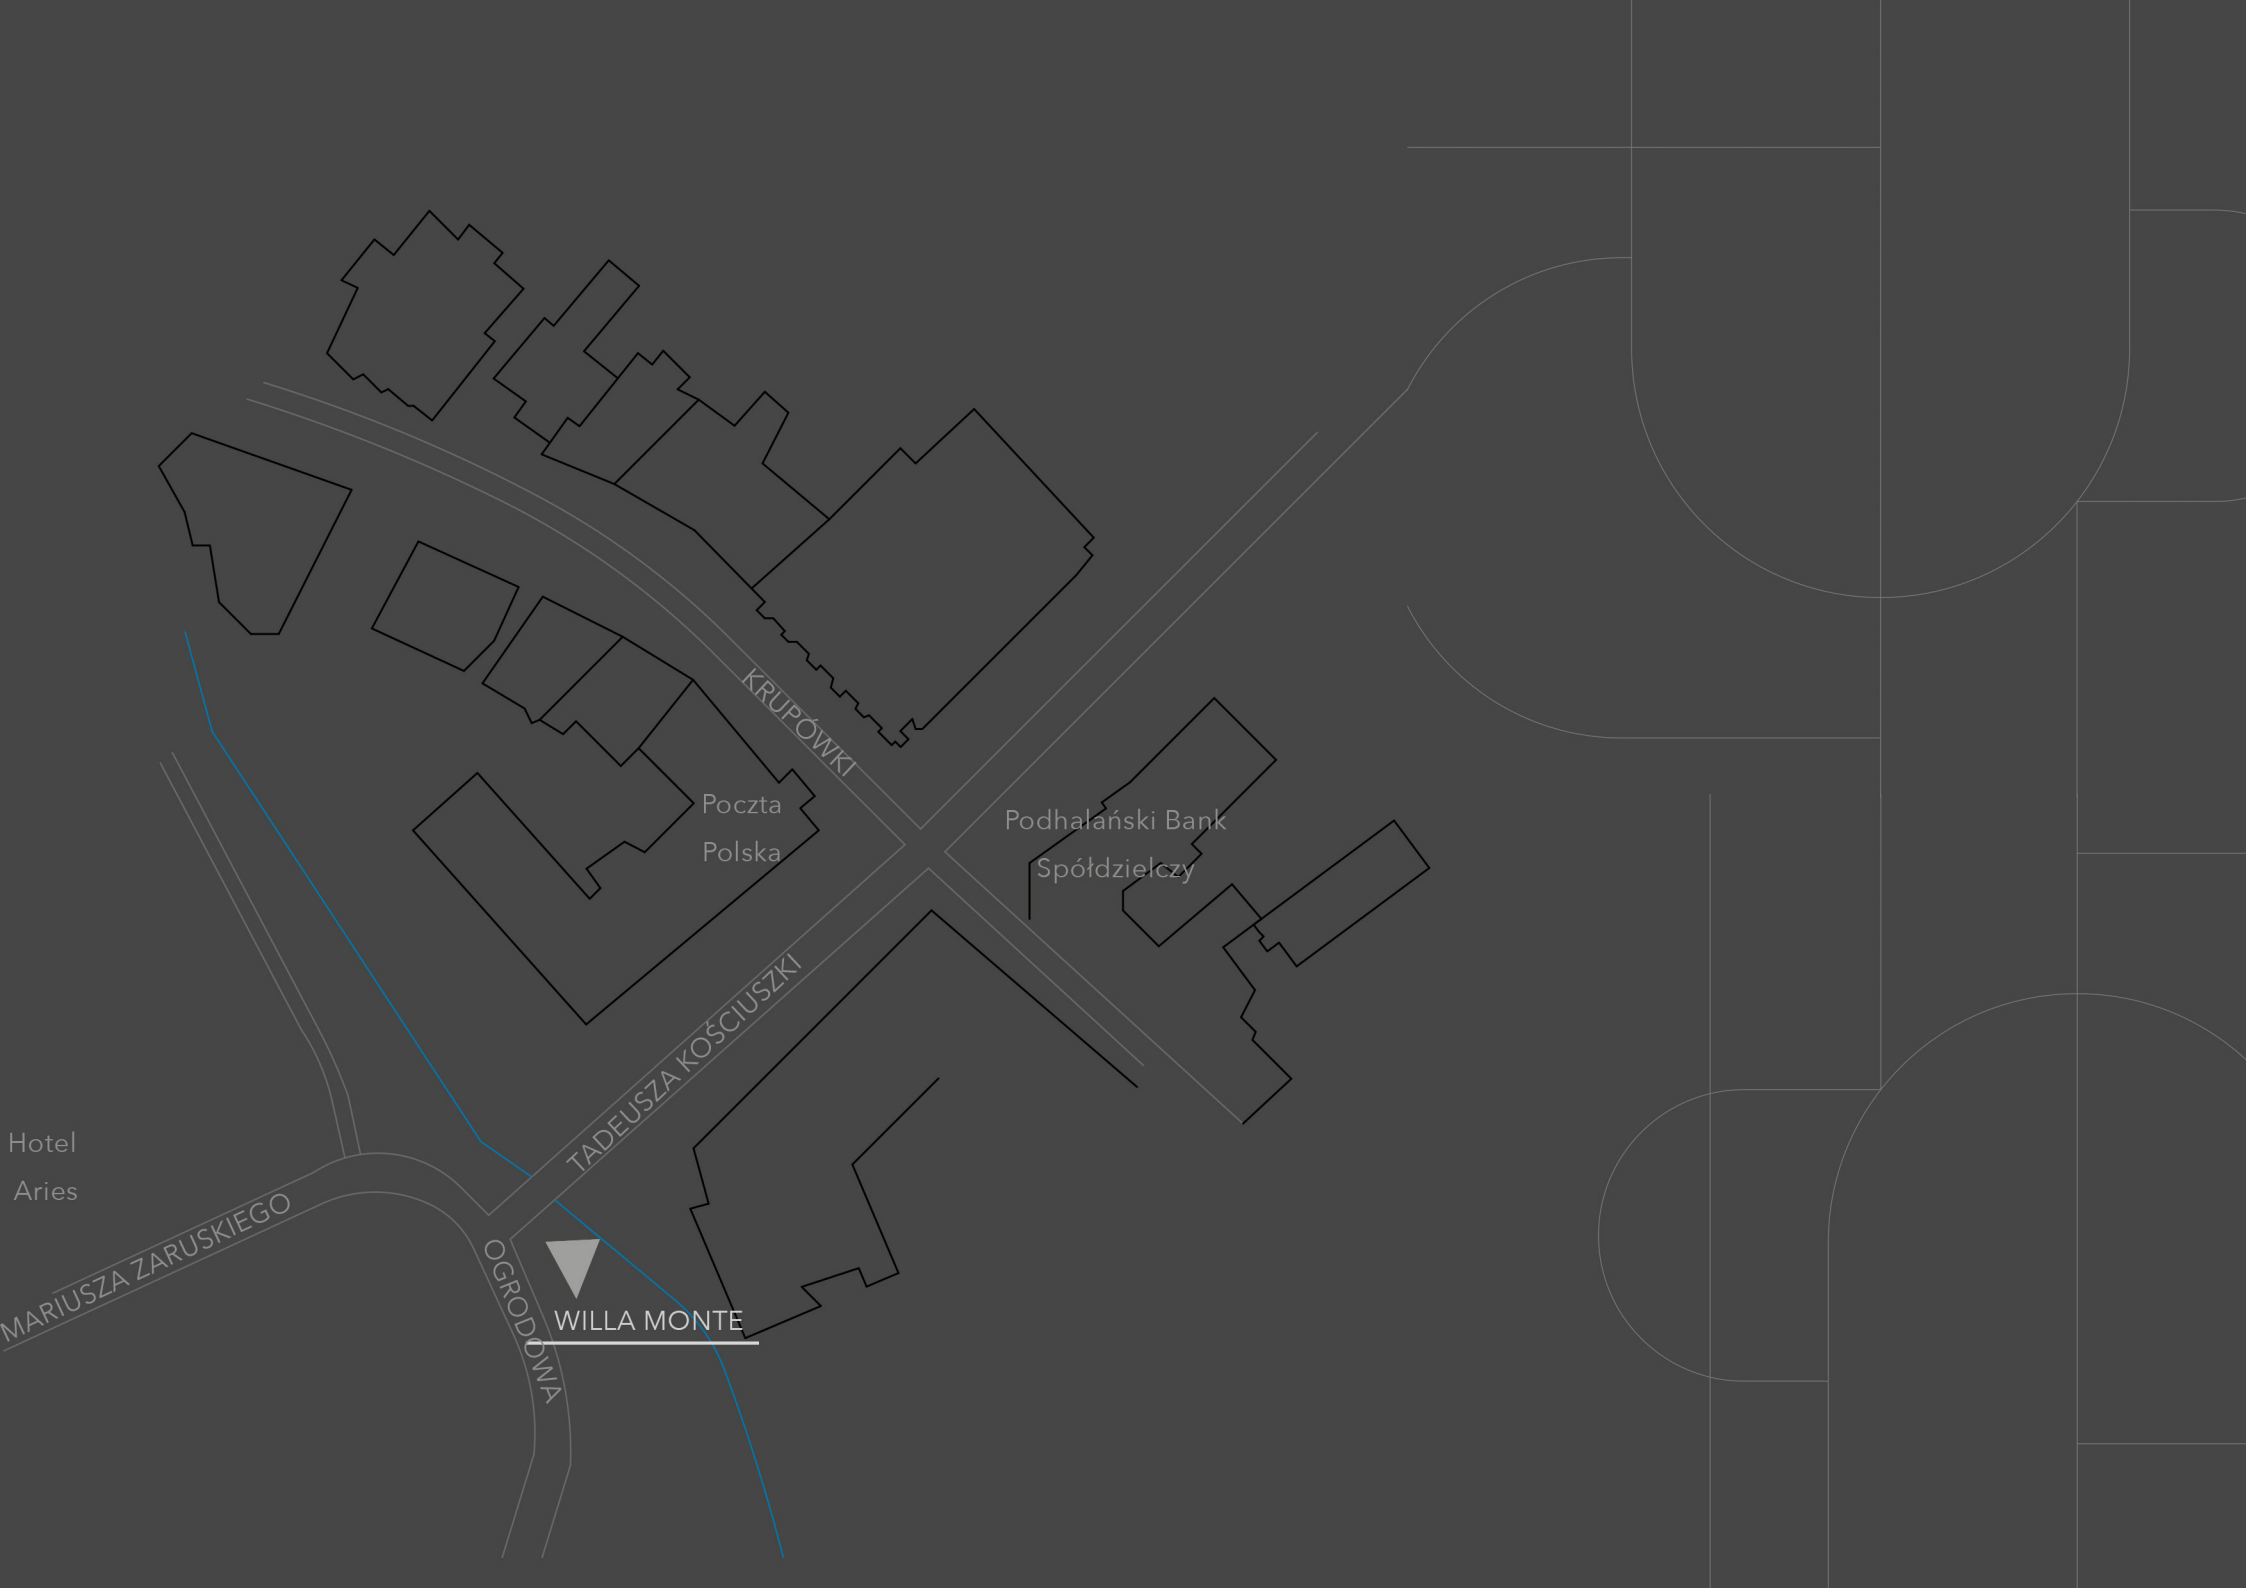 KRUPÓWKI
Poczta
Polska
Podhalański Bank
Spółdzielczy
TADEUSZA KOŚCIUSZKI
Hotel
Aries
MARIUSZA ZARUSKIEGO
OGRODOWA
WILLA MONTE